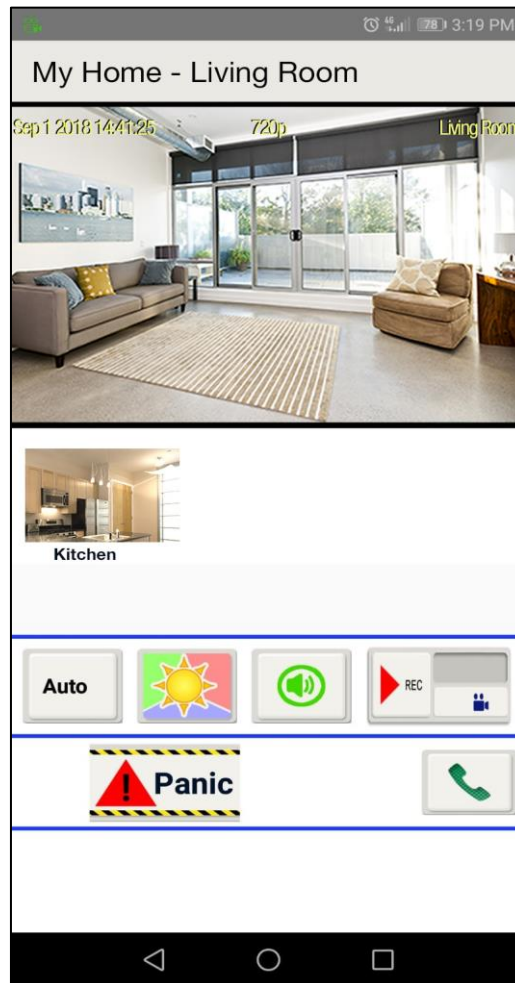 78 3:19 PM
My Home - Living Room
Sep 1 2018 14:41:25 720p Living Room
Kitchen
Auto REC
Panic